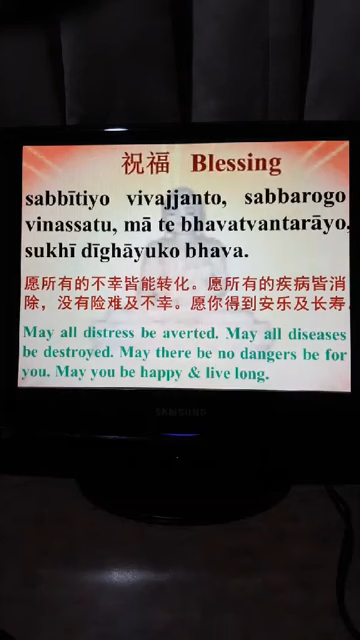 祝福 Blessing
sabbītiyo vivajjanto, sabbarogo
vinassatu, mā te bhavatvantarāyo,
sukhī dīghāyuko bhava.
愿所有的不幸皆能转化。愿所有的疾病皆消
除，没有险难及不幸。愿你得到安乐及长寿
May all distress be averted. May all diseases
be destroyed. May there be no dangers be for
you. May you be happy & live long.
SAMSUNG